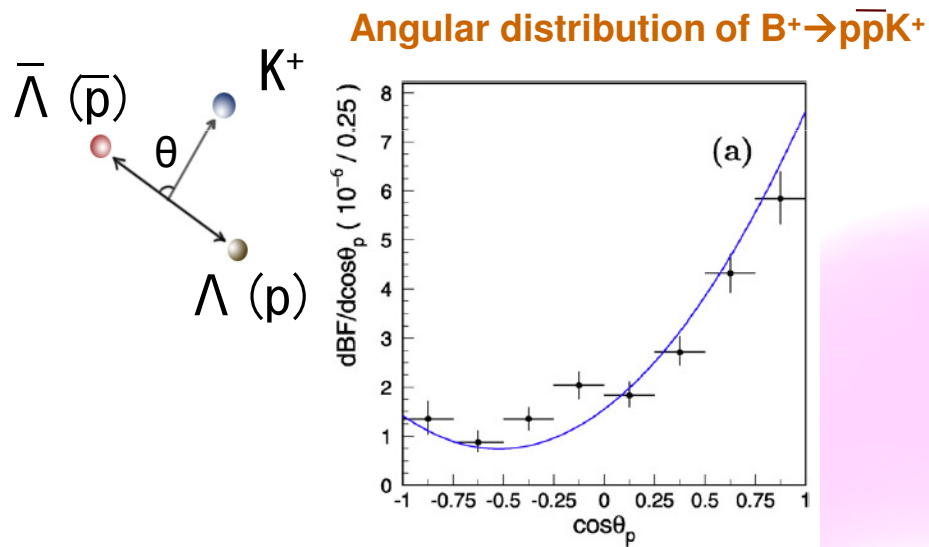 Angular distribution of B⁺→pp̅K⁺
K⁺
Λ̅ (p̅)
θ
Λ (p)
(a)
dBF/dcosθₚ ( 10⁻⁶ / 0.25 )
8
7
6
5
4
3
2
1
0
-1 -0.75 -0.5 -0.25 0 0.25 0.5 0.75 1
cosθₚ